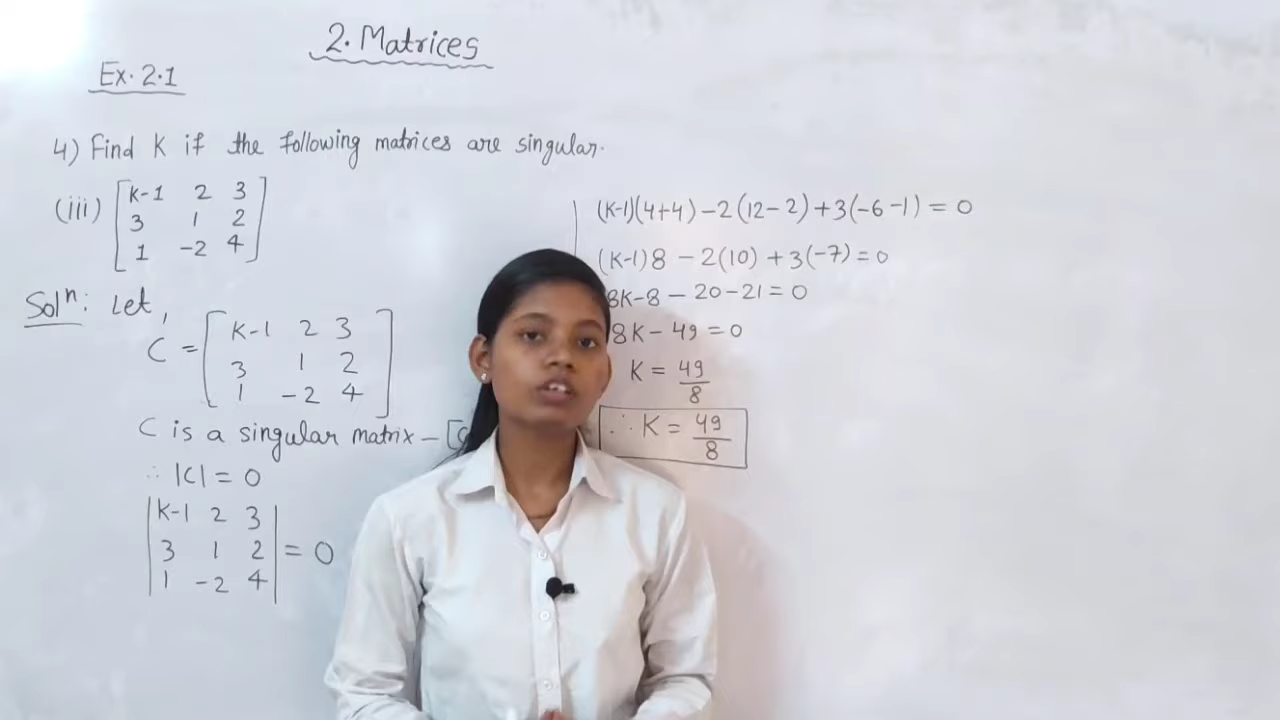 2. Matrices
Ex. 2.1
4) Find K if the following matrices are singular.
(iii) [K-1 2 3
3 1 2
1 -2 4]
Solⁿ: Let,
C = [K-1 2 3
3 1 2
1 -2 4]
C is a singular matrix – [
∴ |C| = 0
|K-1 2 3|
|3 1 2| = 0
|1 -2 4|
(K-1)(4+4) – 2(12-2) + 3(-6-1) = 0
(K-1)8 – 2(10) + 3(-7) = 0
8K-8 – 20-21 = 0
8K – 49 = 0
K = 49/8
∴ K = 49/8